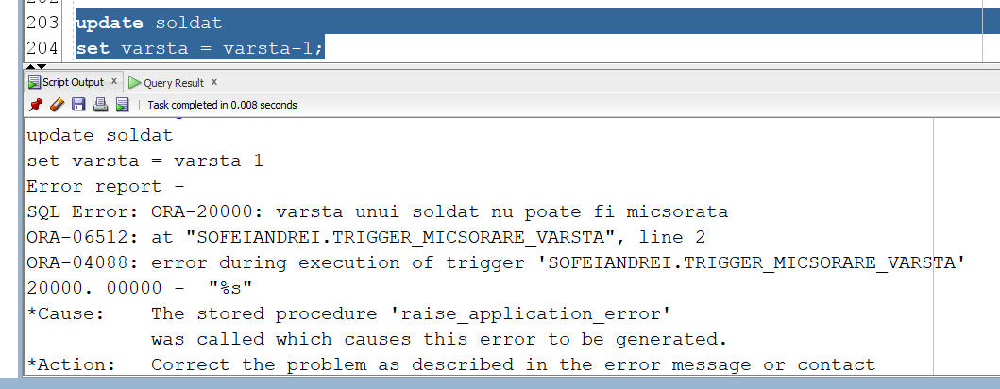 203 update soldat
204 set varsta = varsta-1;
Script Output x Query Result x
Task completed in 0.008 seconds
update soldat
set varsta = varsta-1
Error report -
SQL Error: ORA-20000: varsta unui soldat nu poate fi micsorata
ORA-06512: at "SOFEIANDREI.TRIGGER_MICSORARE_VARSTA", line 2
ORA-04088: error during execution of trigger 'SOFEIANDREI.TRIGGER_MICSORARE_VARSTA'
20000. 00000 - "%s"
*Cause: The stored procedure 'raise_application_error'
was called which causes this error to be generated.
*Action: Correct the problem as described in the error message or contact